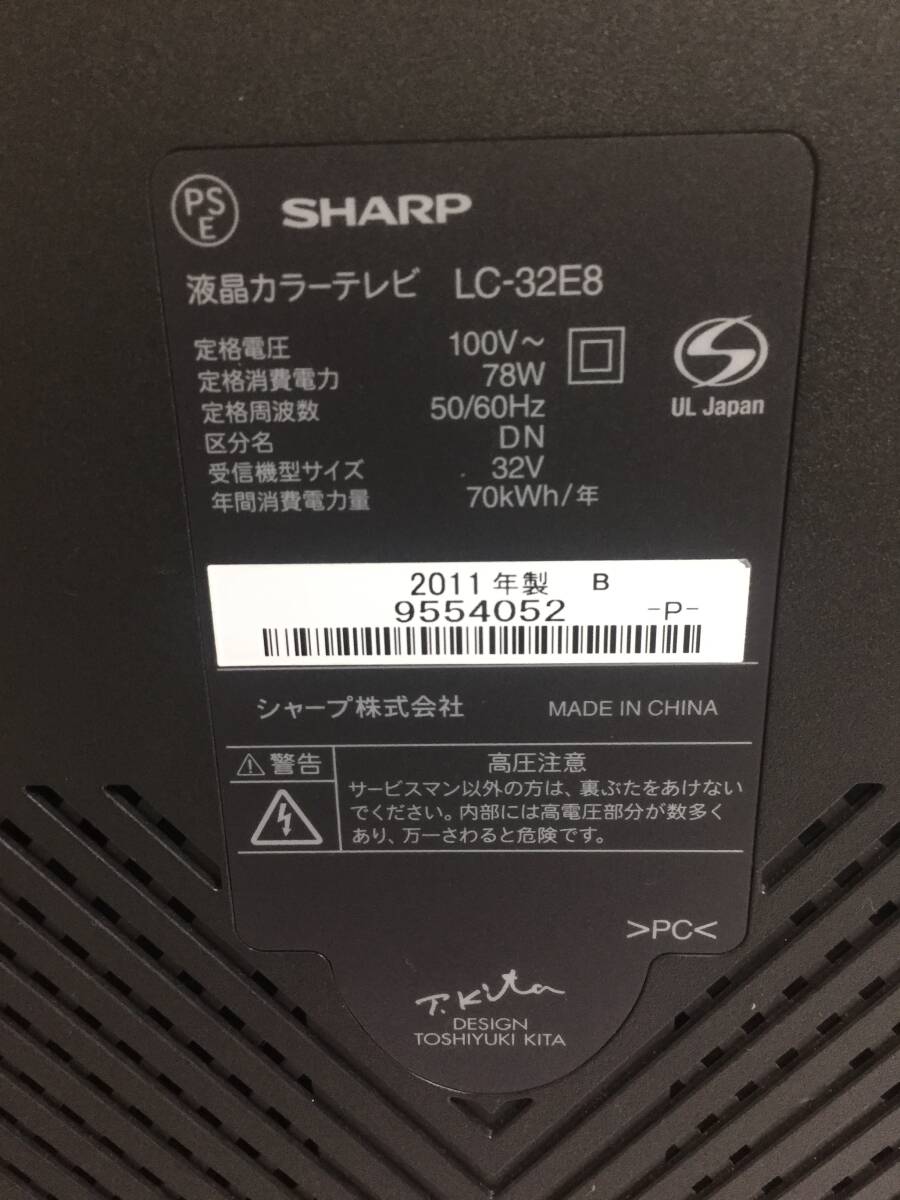 PS
E
SHARP
液晶カラーテレビ LC-32E8
定格電圧 100V～
定格消費電力 78W
定格周波数 50/60Hz
区分名 DN
受信機型サイズ 32V
年間消費電力量 70kWh/年
UL Japan
2011年製 B
9554052 -P-
シャープ株式会社 MADE IN CHINA
⚠警告 高圧注意
サービスマン以外の方は、裏ぶたをあけない
でください。内部には高電圧部分が数多く
あり、万一さわると危険です。
>PC<
T.Kita
DESIGN
TOSHIYUKI KITA